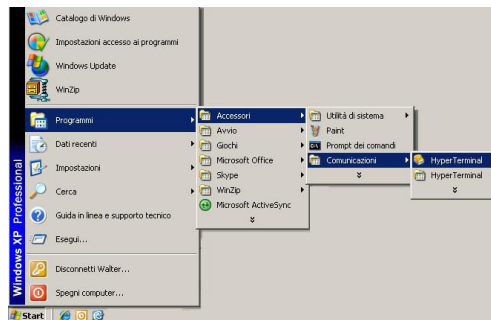 Catalogo di Windows
Impostazioni accesso ai programmi
Windows Update
WinZip
Programmi
Dati recenti
Impostazioni
Cerca
Guida in linea e supporto tecnico
Esegui...
Disconnetti Walter...
Spegni computer...
Windows XP Professional
Start
Accessori
Avvio
Giochi
Microsoft Office
Skype
WinZip
Microsoft ActiveSync
Utilità di sistema
Paint
Prompt dei comandi
Comunicazioni
HyperTerminal
HyperTerminal